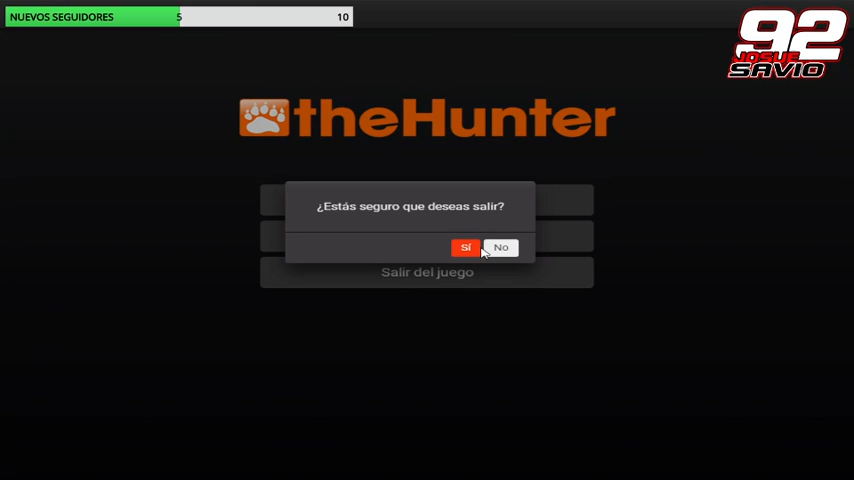 NUEVOS SEGUIDORES 5 10
92
JOSUE
SAVIO
theHunter
¿Estás seguro que deseas salir?
Sí No
Salir del juego